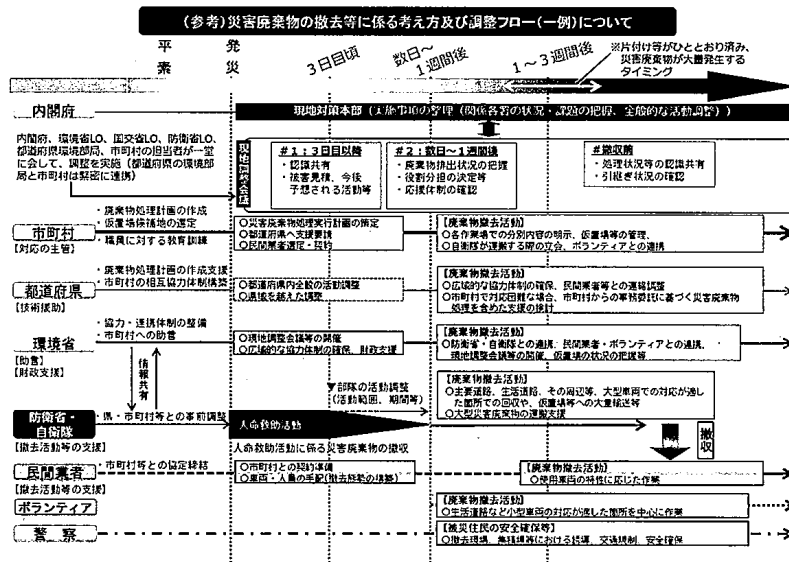 (参考)災害廃棄物の撤去等に係る考え方及び調整フロー(一例)について
平素
発災
3日目頃
数日~
1週間後
1~3週間後
※片付け等がひととおり済み、
災害廃棄物が大量発生する
タイミング
内閣府
現地対策本部(実施事項の整理(関係各署の状況・課題の把握、全般的な活動調整))
内閣府、環境省LO、国交省LO、防衛省LO、
都道府県環境部局、市町村の担当者が一堂
に会して、調整を実施(都道府県の環境部
局と市町村は緊密に連携)
現地調整会議
#1:3日目以降
・認識共有
・被害見積、今後
予想される活動等
#2:数日~1週間後
・廃棄物排出状況の把握
・役割分担の決定等
・応援体制の確認
#撤収前
・処理状況等の認識共有
・引継ぎ状況の確認
市町村
【対応の主管】
・廃棄物処理計画の作成
・仮置場候補地の選定
・職員に対する教育訓練
○災害廃棄物処理実行計画の策定
○都道府県へ支援要請
○民間業者選定・契約
【廃棄物撤去活動】
○各作業場での分別内容の明示、仮置場等の管理、
○自衛隊が運搬する際の立会、ボランティアとの連携
都道府県
【技術援助】
・廃棄物処理計画の作成支援
・市町村の相互協力体制構築
○都道府県内全般の活動調整
○県域を越えた調整
【廃棄物撤去活動】
○広域的な協力体制の確保、民間業者等との連絡調整
○市町村で対応困難な場合、市町村からの事務委託に基づく災害廃棄物
処理を含めた支援の検討
環境省
【助言】
【財政支援】
・協力・連携体制の整備
・市町村への助言
○現地調整会議等の開催
○広域的な協力体制の確保、財政支援
【廃棄物撤去活動】
○防衛省・自衛隊との連携、民間業者・ボランティアとの連携、
現地調整会議等の開催、仮置場の状況の把握等
情報共有
▼部隊の活動調整
(活動範囲、期間等)
【廃棄物撤去活動】
○主要道路、生活道路、その周辺等、大型車両での対応が適し
た箇所での回収や、仮置場等への大量輸送等
○大型災害廃棄物の運搬支援
防衛省・
自衛隊
【撤去活動等の支援】
・県・市町村等との事前調整
人命救助活動
人命救助活動に係る災害廃棄物の撤収
撤収
民間業者
【撤去活動等の支援】
・市町村等との協定締結
○市町村との契約準備
○車両・人員の手配(撤去態勢の構築)
【廃棄物撤去活動】
○使用車両の特性に応じた作業
ボランティア
【廃棄物撤去活動】
○生活道路など小型車両の対応が適した箇所を中心に作業
警察
【被災住民の安全確保等】
○撤去現場、集積場等における誘導、交通規制、安全確保